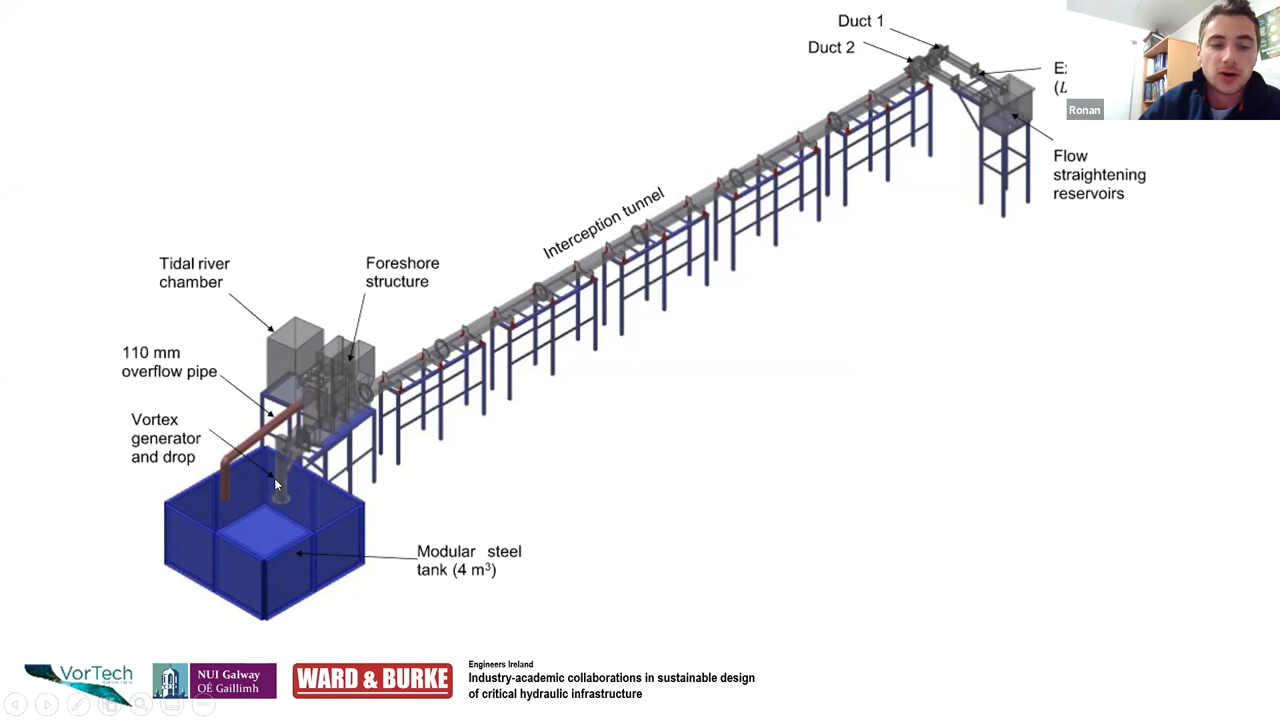 Duct 1
Duct 2
Ronan
Flow
straightening
reservoirs
Interception tunnel
Tidal river
chamber
Foreshore
structure
110 mm
overflow pipe
Vortex
generator
and drop
Modular steel
tank (4 m³)
VorTech
NUI Galway
OÉ Gaillimh
WARD & BURKE
Engineers Ireland
Industry-academic collaborations in sustainable design
of critical hydraulic infrastructure